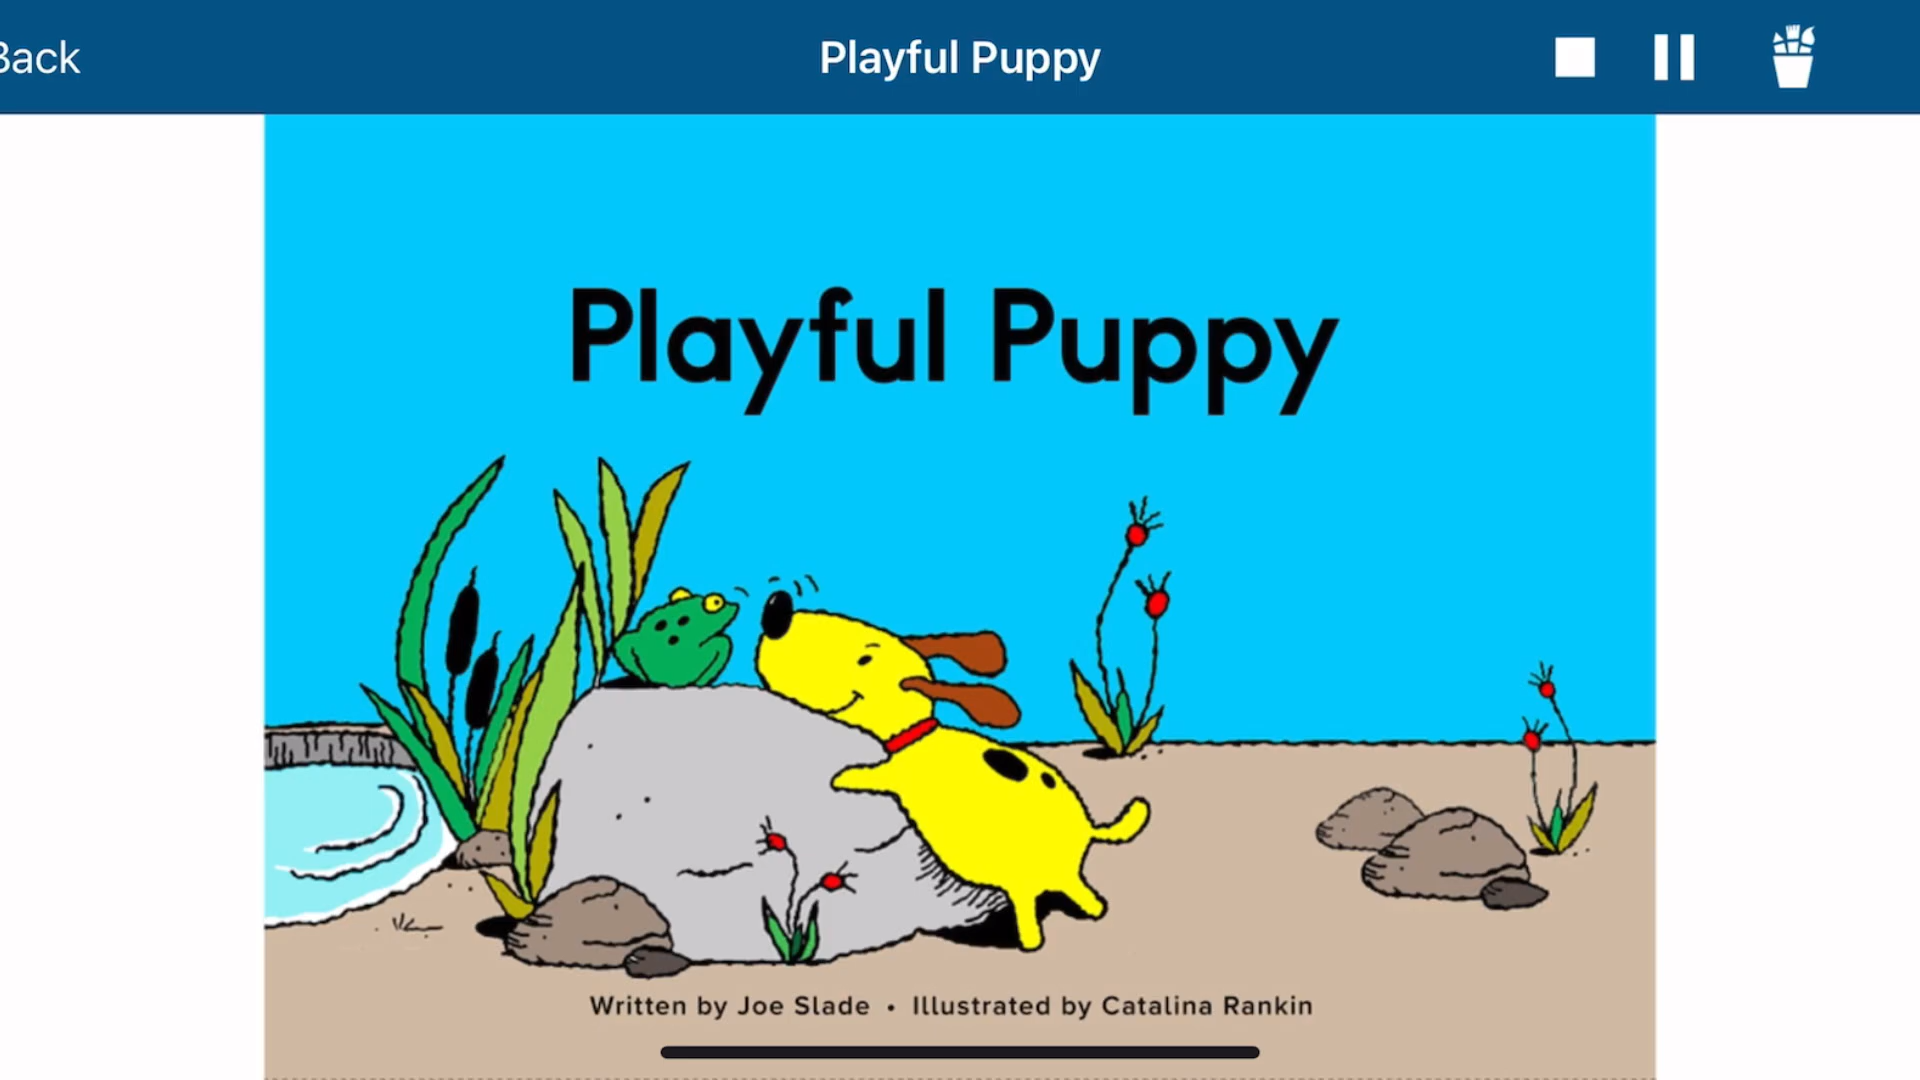 Back
Playful Puppy
Playful Puppy
Written by Joe Slade • Illustrated by Catalina Rankin